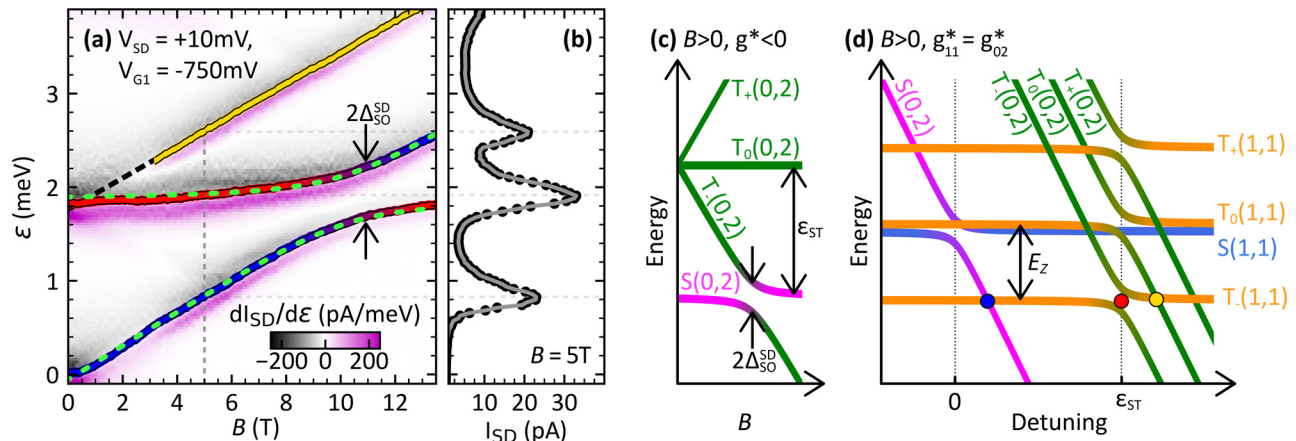 (a) V_SD = +10mV,
V_G1 = -750mV
2Δ_SO^SD
ε (meV)
3
2
1
0
dI_SD/dε (pA/meV)
−200 0 200
0 2 4 6 8 10 12
B (T)
(b)
B = 5T
10 20 30
I_SD (pA)
(c) B>0, g*<0
T₊(0,2)
T₀(0,2)
T₋(0,2)
ε_ST
S(0,2)
2Δ_SO^SD
Energy
B
(d) B>0, g*₁₁ = g*₀₂
S(0,2)
T₋(0,2)
T₀(0,2)
T₊(0,2)
T₊(1,1)
T₀(1,1)
S(1,1)
E_Z
T₋(1,1)
Energy
0
ε_ST
Detuning